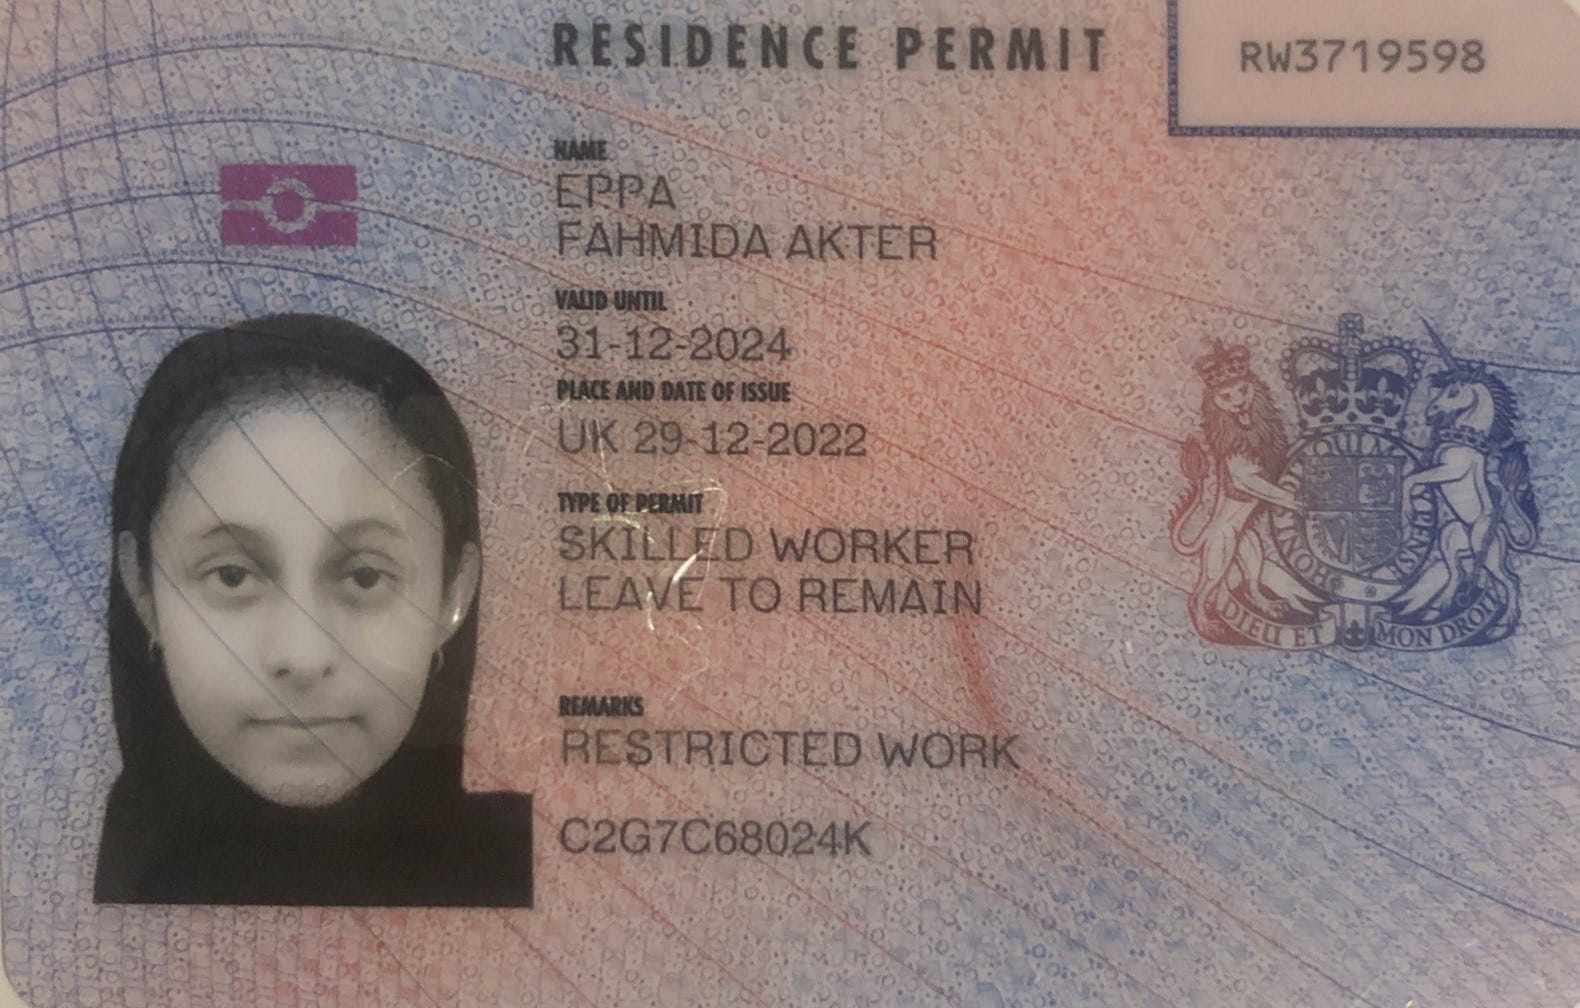 RESIDENCE PERMIT
RW3719598
NAME
EPPA
FAHMIDA AKTER
VALID UNTIL
31-12-2024
PLACE AND DATE OF ISSUE
UK 29-12-2022
TYPE OF PERMIT
SKILLED WORKER
LEAVE TO REMAIN
REMARKS
RESTRICTED WORK
C2G7C68024K
DIEU ET MON DROIT